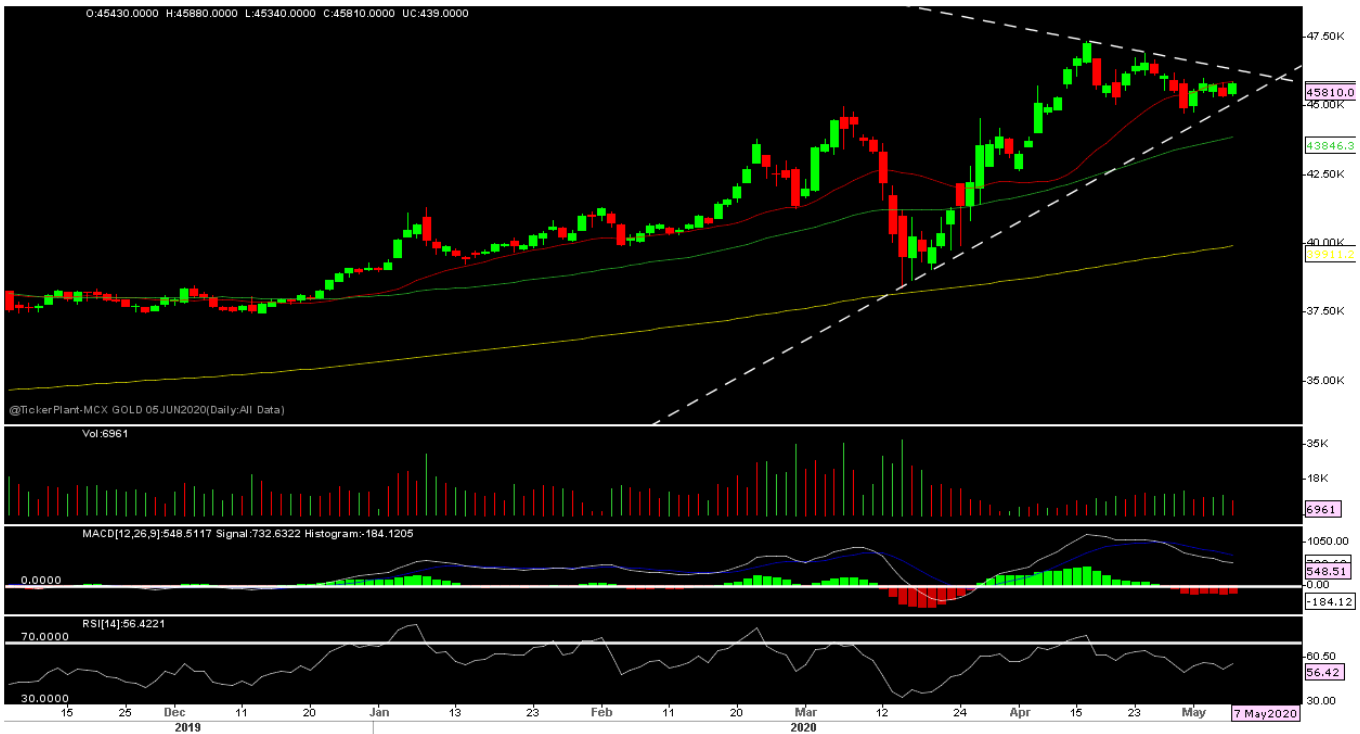 O:45430.0000 H:45880.0000 L:45340.0000 C:45810.0000 UC:439.0000
47.50K
45810.0
45.00K
43846.3
42.50K
40.00K
39911.2
37.50K
35.00K
@TickerPlant-MCX GOLD 05JUN2020(Daily:All Data)
Vol:6961
35K
18K
6961
MACD[12,26,9]:548.5117 Signal:732.6322 Histogram:-184.1205
1050.00
548.51
0.0000
0.00
-184.12
RSI[14]:56.4221
70.0000
60.50
56.42
30.0000
30.00
15 25 Dec 11 20 Jan 13 23 Feb 11 20 Mar 12 24 Apr 15 23 May 7 May2020
2019 2020